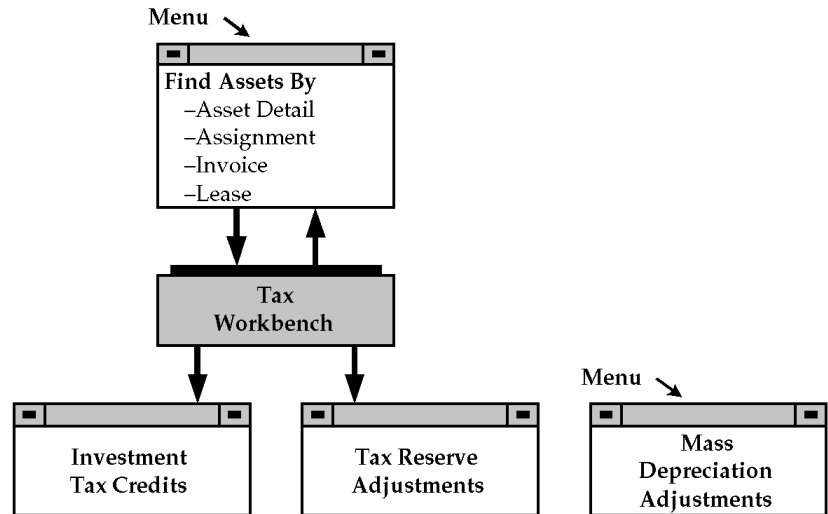 Menu
Find Assets By
–Asset Detail
–Assignment
–Invoice
–Lease
Tax
Workbench
Investment
Tax Credits
Tax Reserve
Adjustments
Menu
Mass
Depreciation
Adjustments